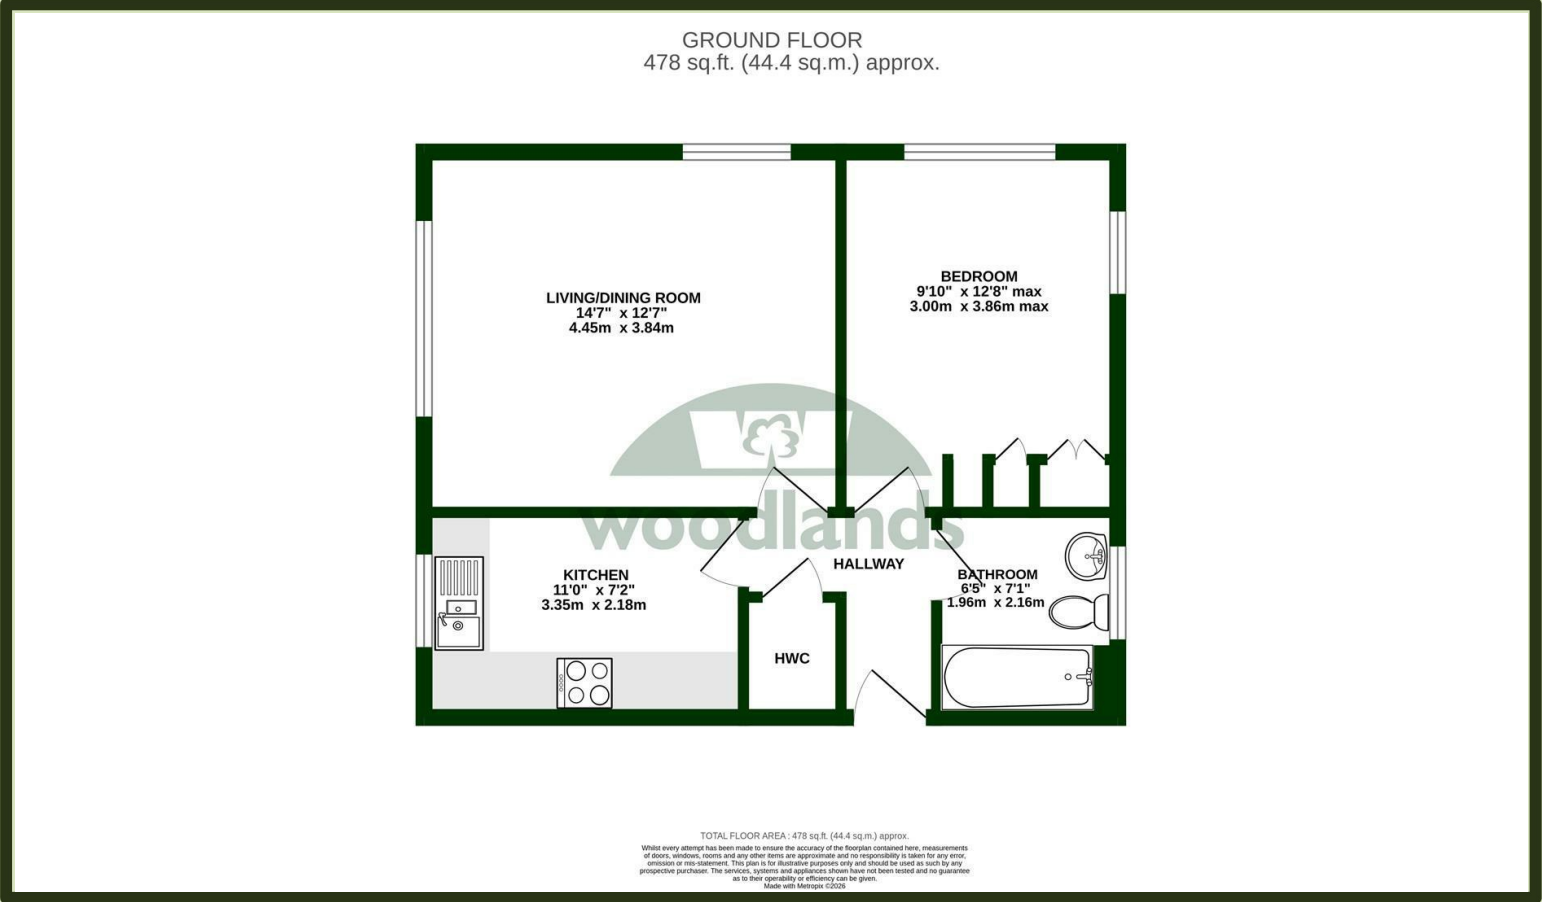 GROUND FLOOR
478 sq.ft. (44.4 sq.m.) approx.
LIVING/DINING ROOM
14'7" x 12'7"
4.45m x 3.84m
BEDROOM
9'10" x 12'8" max
3.00m x 3.86m max
woodlands
KITCHEN
11'0" x 7'2"
3.35m x 2.18m
HALLWAY
BATHROOM
6'5" x 7'1"
1.96m x 2.16m
HWC
TOTAL FLOOR AREA : 478 sq.ft. (44.4 sq.m.) approx.
Whilst every attempt has been made to ensure the accuracy of the floorplan contained here, measurements
of doors, windows, rooms and any other items are approximate and no responsibility is taken for any error,
omission or mis-statement. This plan is for illustrative purposes only and should be used as such by any
prospective purchaser. The services, systems and appliances shown have not been tested and no guarantee
as to their operability or efficiency can be given.
Made with Metropix ©2026